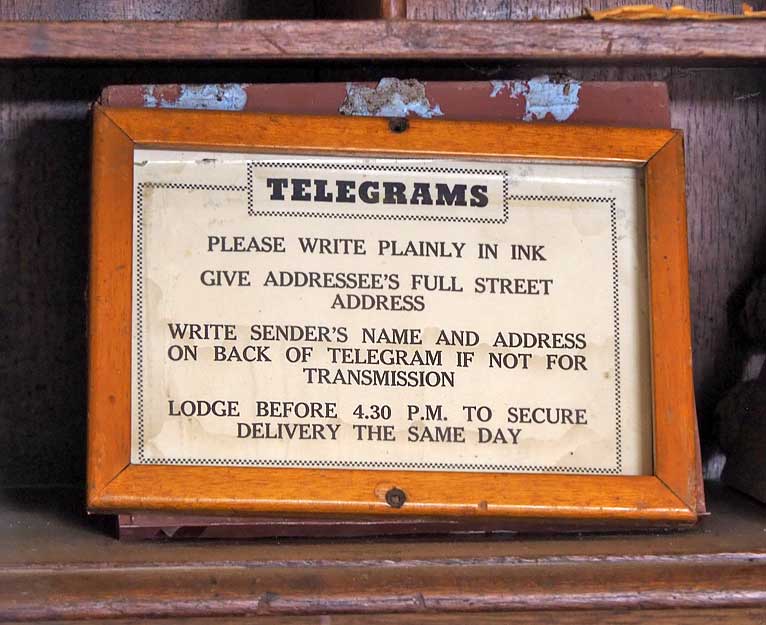 TELEGRAMS
PLEASE WRITE PLAINLY IN INK
GIVE ADDRESSEE'S FULL STREET
ADDRESS
WRITE SENDER'S NAME AND ADDRESS
ON BACK OF TELEGRAM IF NOT FOR
TRANSMISSION
LODGE BEFORE 4.30 P.M. TO SECURE
DELIVERY THE SAME DAY